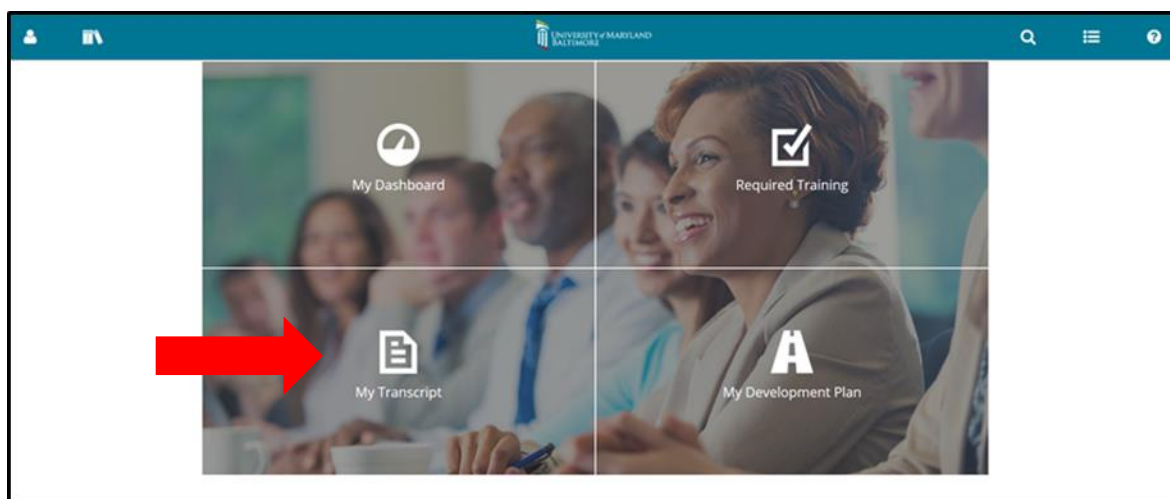 UNIVERSITY of MARYLAND
BALTIMORE
My Dashboard
Required Training
My Transcript
My Development Plan